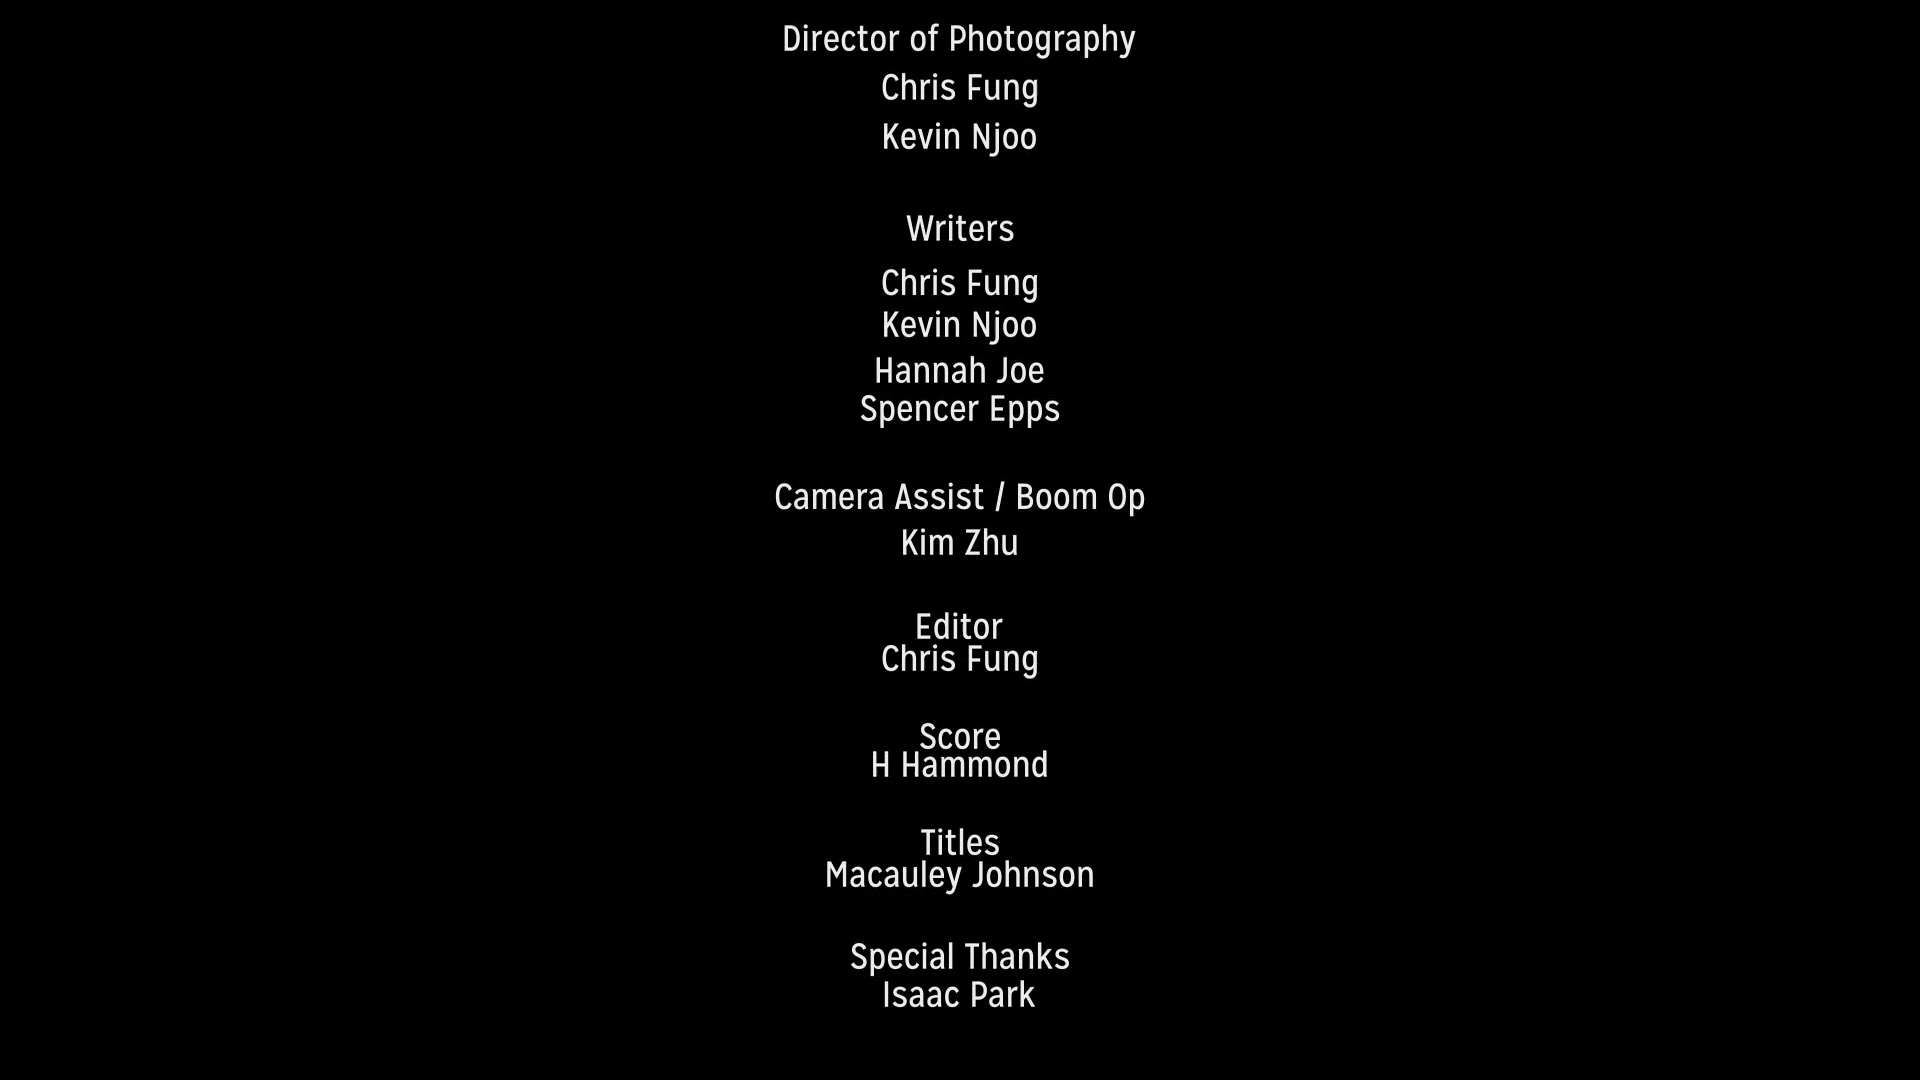 Director of Photography
Chris Fung
Kevin Njoo
Writers
Chris Fung
Kevin Njoo
Hannah Joe
Spencer Epps
Camera Assist / Boom Op
Kim Zhu
Editor
Chris Fung
Score
H Hammond
Titles
Macauley Johnson
Special Thanks
Isaac Park